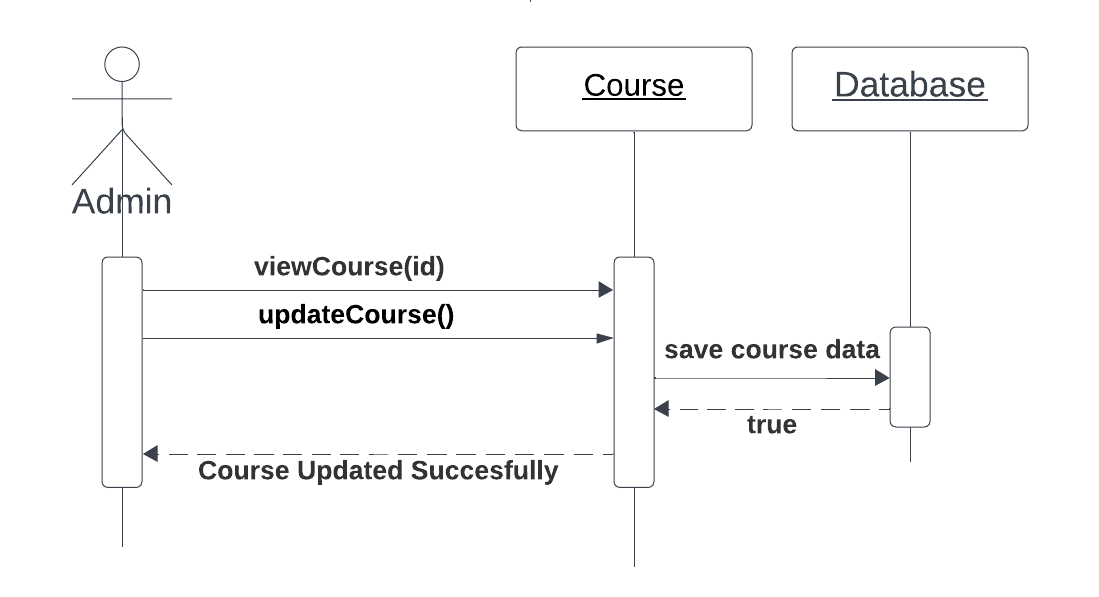 Course
Database
Admin
viewCourse(id)
updateCourse()
save course data
true
Course Updated Succesfully